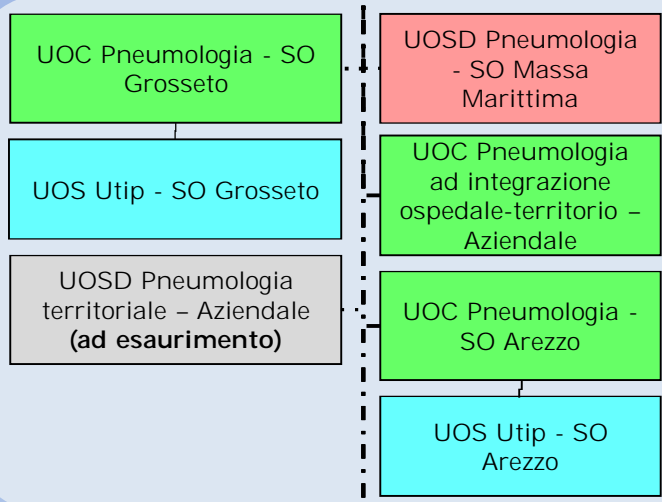 UOC Pneumologia - SO
Grosseto
UOS Utip - SO Grosseto
UOSD Pneumologia
territoriale – Aziendale
(ad esaurimento)
UOSD Pneumologia
- SO Massa
Marittima
UOC Pneumologia
ad integrazione
ospedale-territorio –
Aziendale
UOC Pneumologia -
SO Arezzo
UOS Utip - SO
Arezzo